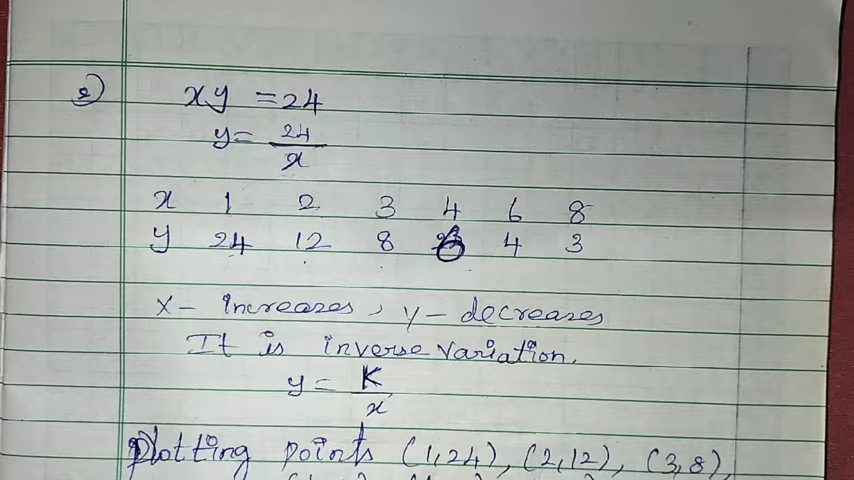 2) xy = 24
y = 24/x
x 1 2 3 4 6 8
y 24 12 8 6 4 3
x - increases, y - decreases
It is inverse variation.
y = K/x
Plotting points (1,24), (2,12), (3,8),